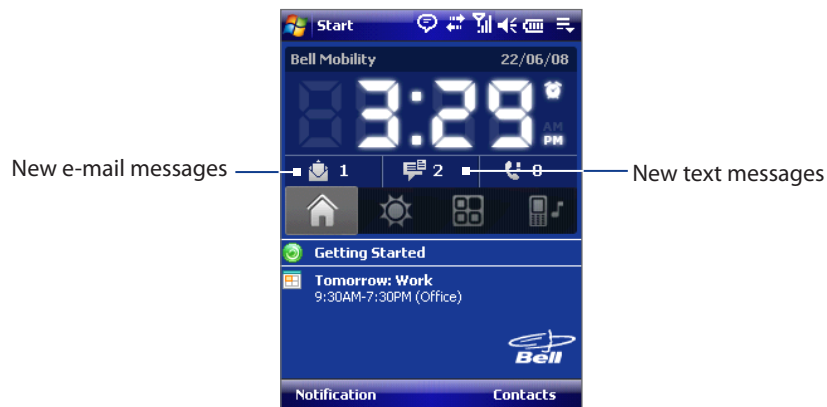 Start
Bell Mobility 22/06/08
3:29 AM PM
New e-mail messages 1 2 0 New text messages
Getting Started
Tomorrow: Work
9:30AM-7:30PM (Office)
Bell
Notification Contacts